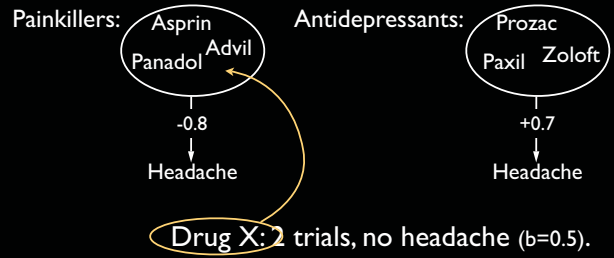 Painkillers:
Asprin
Panadol
Advil
-0.8
Headache
Antidepressants:
Prozac
Paxil
Zoloft
+0.7
Headache
Drug X: 2 trials, no headache (b=0.5).